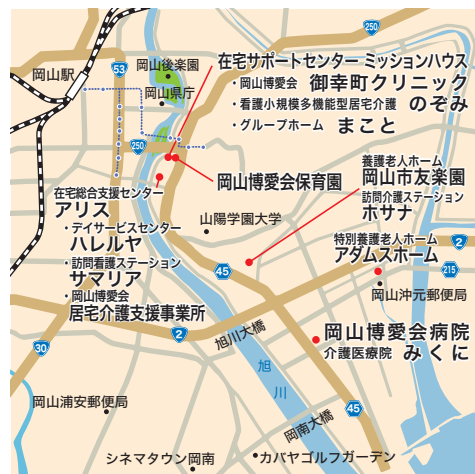 250
岡山後楽園
岡山駅
53
岡山県庁
在宅サポートセンター ミッションハウス
・岡山博愛会 御幸町クリニック
・看護小規模多機能型居宅介護 のぞみ
・グループホーム まこと
250
岡山博愛会保育園
養護老人ホーム
岡山市友楽園
訪問介護ステーション
ホサナ
在宅総合支援センター
アリス
・デイサービスセンター
ハレルヤ
・訪問看護ステーション
サマリア
・岡山博愛会
居宅介護支援事業所
山陽学園大学
特別養護老人ホーム
アダムスホーム
2
45
215
岡山沖元郵便局
2
旭川大橋
岡山博愛会病院
介護医療院 みくに
30
旭川
岡山浦安郵便局
45
岡南大橋
シネマタウン岡南
カバヤゴルフガーデン